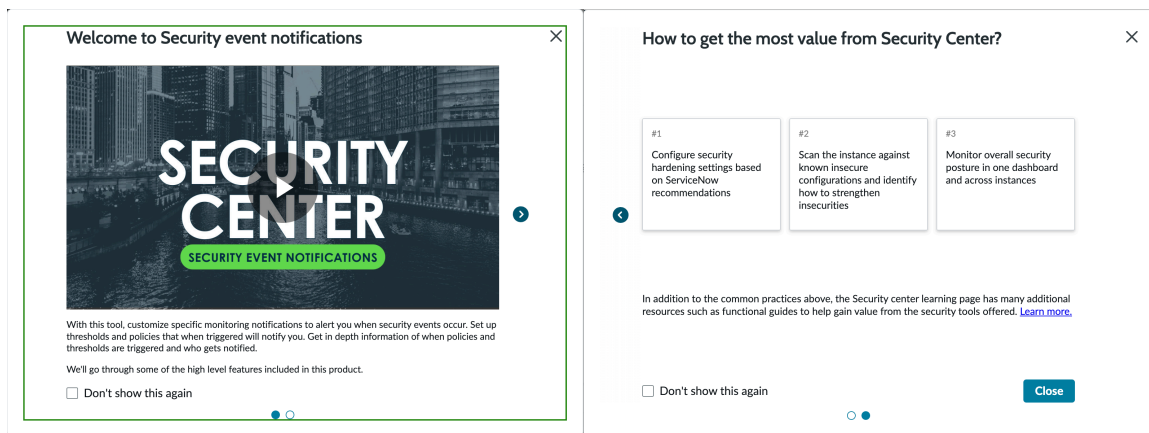 Welcome to Security event notifications
SECURITY
CENTER
SECURITY EVENT NOTIFICATIONS
With this tool, customize specific monitoring notifications to alert you when security events occur. Set up
thresholds and policies that when triggered will notify you. Get in depth information of when policies and
thresholds are triggered and who gets notified.
We'll go through some of the high level features included in this product.
Don't show this again
How to get the most value from Security Center?
#1
Configure security
hardening settings based
on ServiceNow
recommendations
#2
Scan the instance against
known insecure
configurations and identify
how to strengthen
insecurities
#3
Monitor overall security
posture in one dashboard
and across instances
In addition to the common practices above, the Security center learning page has many additional
resources such as functional guides to help gain value from the security tools offered. Learn more.
Don't show this again
Close